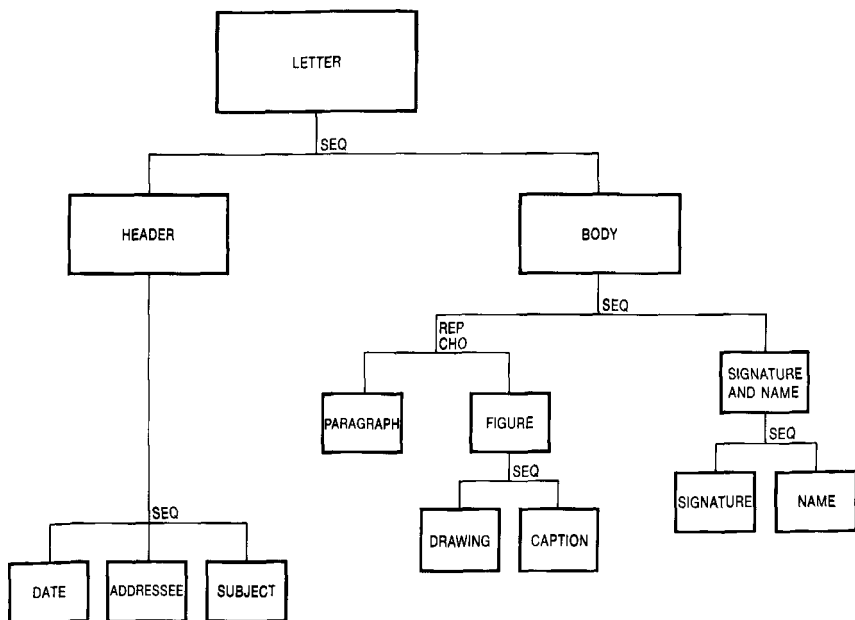 LETTER
SEQ
HEADER
BODY
SEQ
REP
CHO
SIGNATURE
AND NAME
PARAGRAPH
FIGURE
SEQ
SEQ
SIGNATURE
NAME
SEQ
DRAWING
CAPTION
DATE
ADDRESSEE
SUBJECT